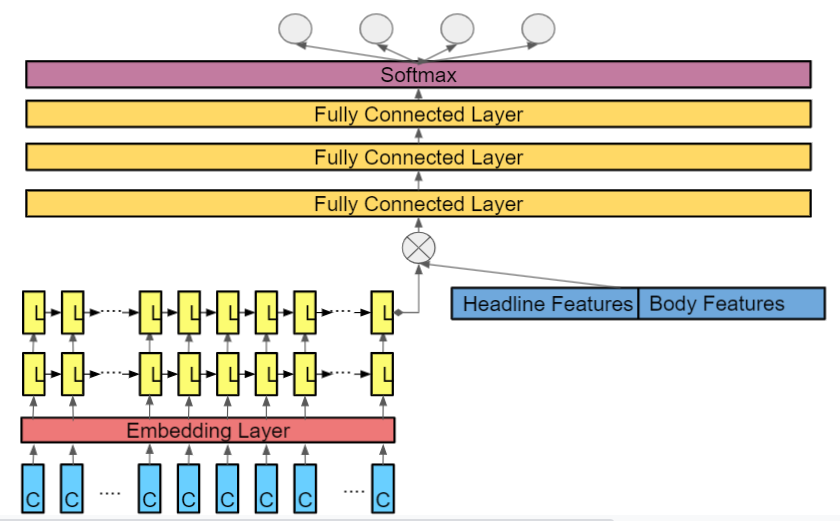 Softmax
Fully Connected Layer
Fully Connected Layer
Fully Connected Layer
Headline Features Body Features
L L ..... L L L L L .... L
L L ..... L L L L L .... L
Embedding Layer
C C .... C C C C C .... C